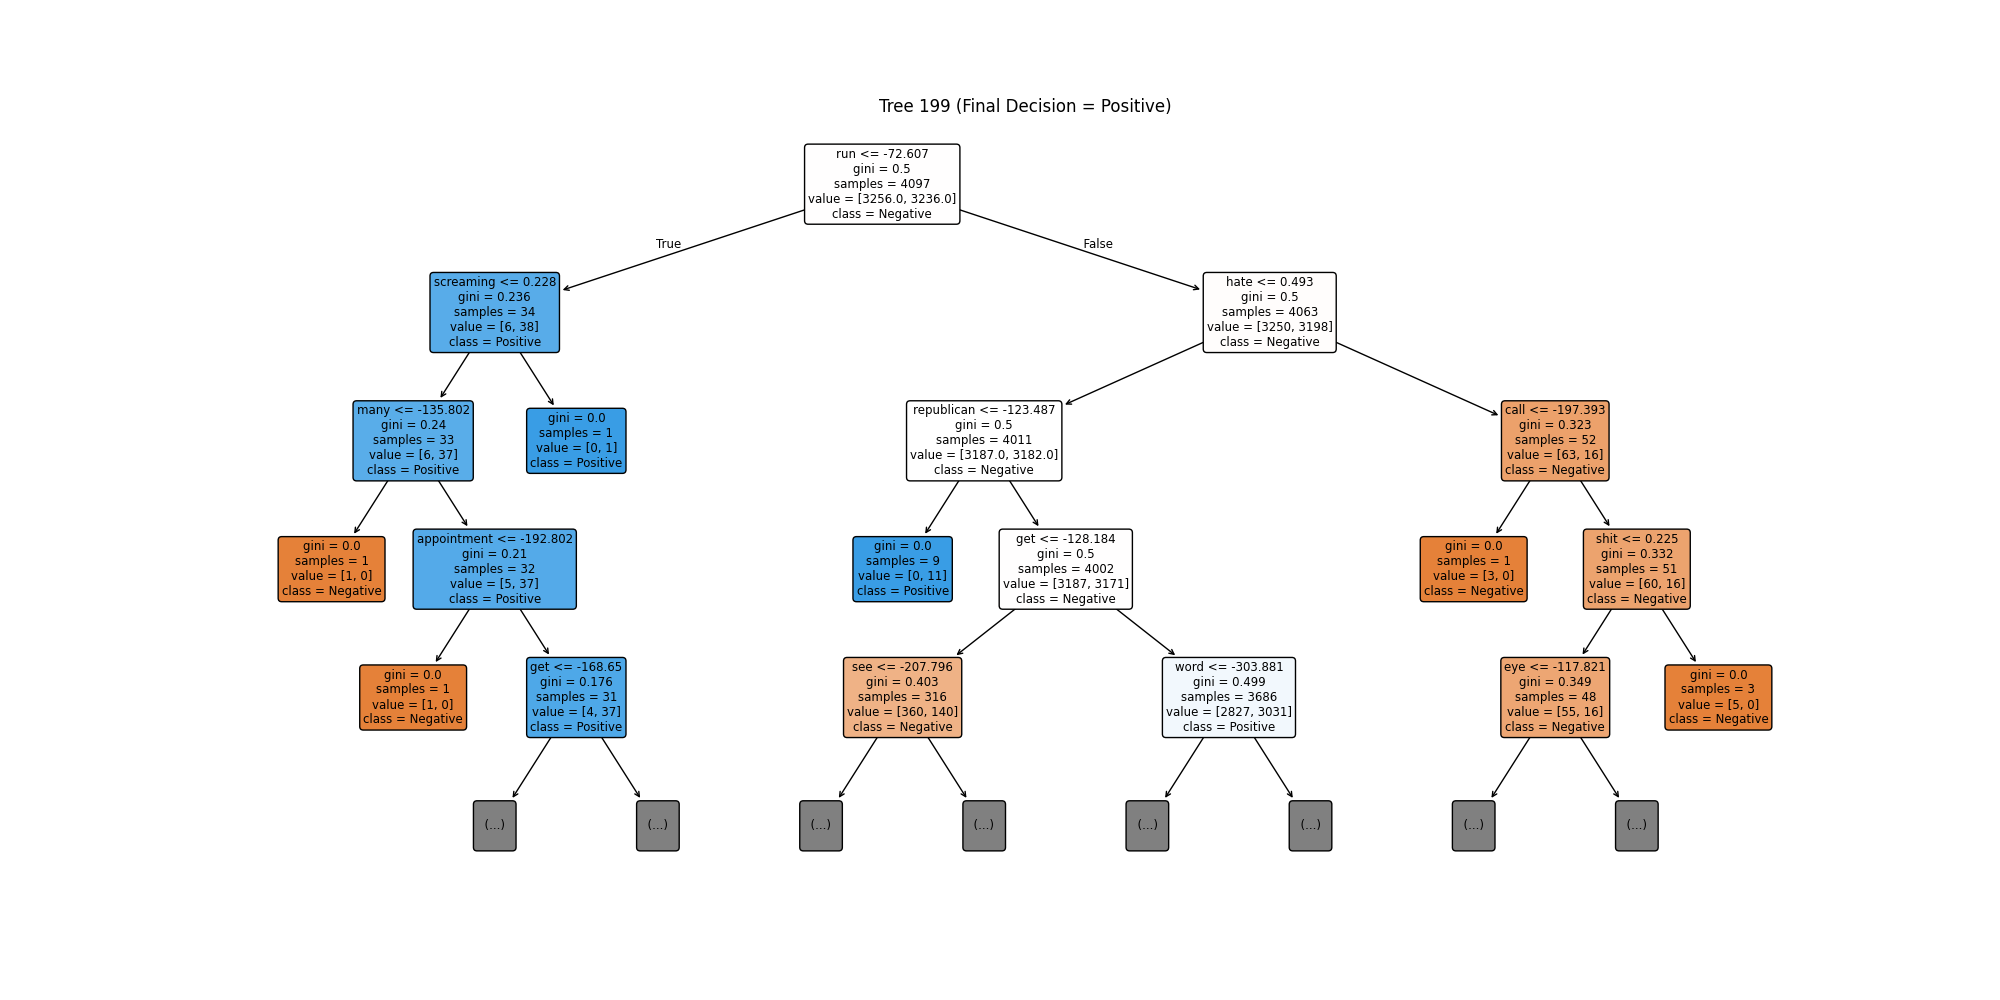 Tree 199 (Final Decision = Positive)
run <= -72.607
gini = 0.5
samples = 4097
value = [3256.0, 3236.0]
class = Negative
True
False
screaming <= 0.228
gini = 0.236
samples = 34
value = [6, 38]
class = Positive
hate <= 0.493
gini = 0.5
samples = 4063
value = [3250, 3198]
class = Negative
many <= -135.802
gini = 0.24
samples = 33
value = [6, 37]
class = Positive
gini = 0.0
samples = 1
value = [0, 1]
class = Positive
republican <= -123.487
gini = 0.5
samples = 4011
value = [3187.0, 3182.0]
class = Negative
call <= -197.393
gini = 0.323
samples = 52
value = [63, 16]
class = Negative
gini = 0.0
samples = 1
value = [1, 0]
class = Negative
appointment <= -192.802
gini = 0.21
samples = 32
value = [5, 37]
class = Positive
gini = 0.0
samples = 9
value = [0, 11]
class = Positive
get <= -128.184
gini = 0.5
samples = 4002
value = [3187, 3171]
class = Negative
gini = 0.0
samples = 1
value = [3, 0]
class = Negative
shit <= 0.225
gini = 0.332
samples = 51
value = [60, 16]
class = Negative
gini = 0.0
samples = 1
value = [1, 0]
class = Negative
get <= -168.65
gini = 0.176
samples = 31
value = [4, 37]
class = Positive
see <= -207.796
gini = 0.403
samples = 316
value = [360, 140]
class = Negative
word <= -303.881
gini = 0.499
samples = 3686
value = [2827, 3031]
class = Positive
eye <= -117.821
gini = 0.349
samples = 48
value = [55, 16]
class = Negative
gini = 0.0
samples = 3
value = [5, 0]
class = Negative
(...)
(...)
(...)
(...)
(...)
(...)
(...)
(...)